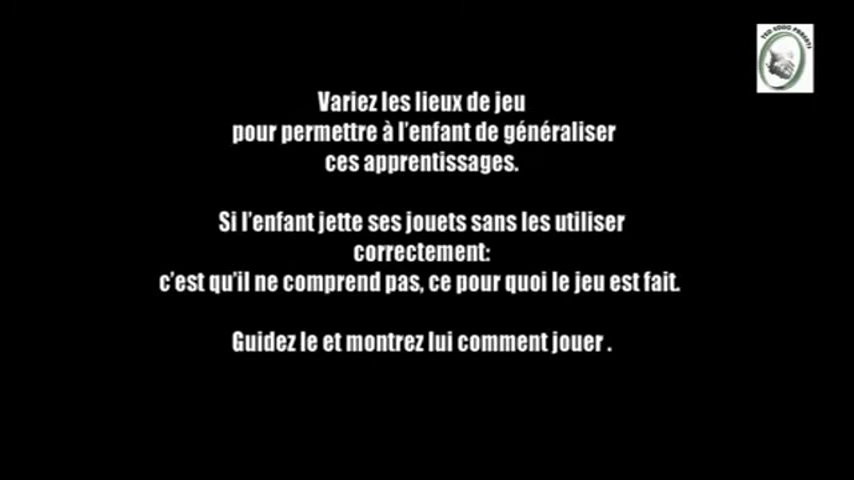 Variez les lieux de jeu
pour permettre à l'enfant de généraliser
ces apprentissages.
Si l'enfant jette ses jouets sans les utiliser
correctement:
c'est qu'il ne comprend pas, ce pour quoi le jeu est fait.
Guidez le et montrez lui comment jouer .